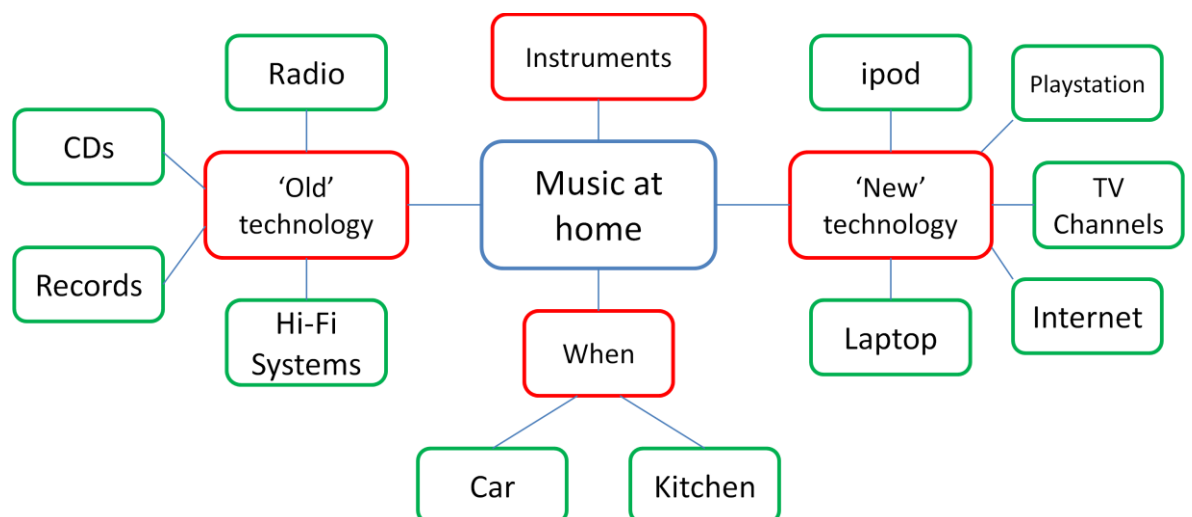 Instruments
Radio
ipod
Playstation
CDs
‘Old’
technology
Music at
home
‘New’
technology
TV
Channels
Records
Hi-Fi
Systems
When
Laptop
Internet
Car
Kitchen